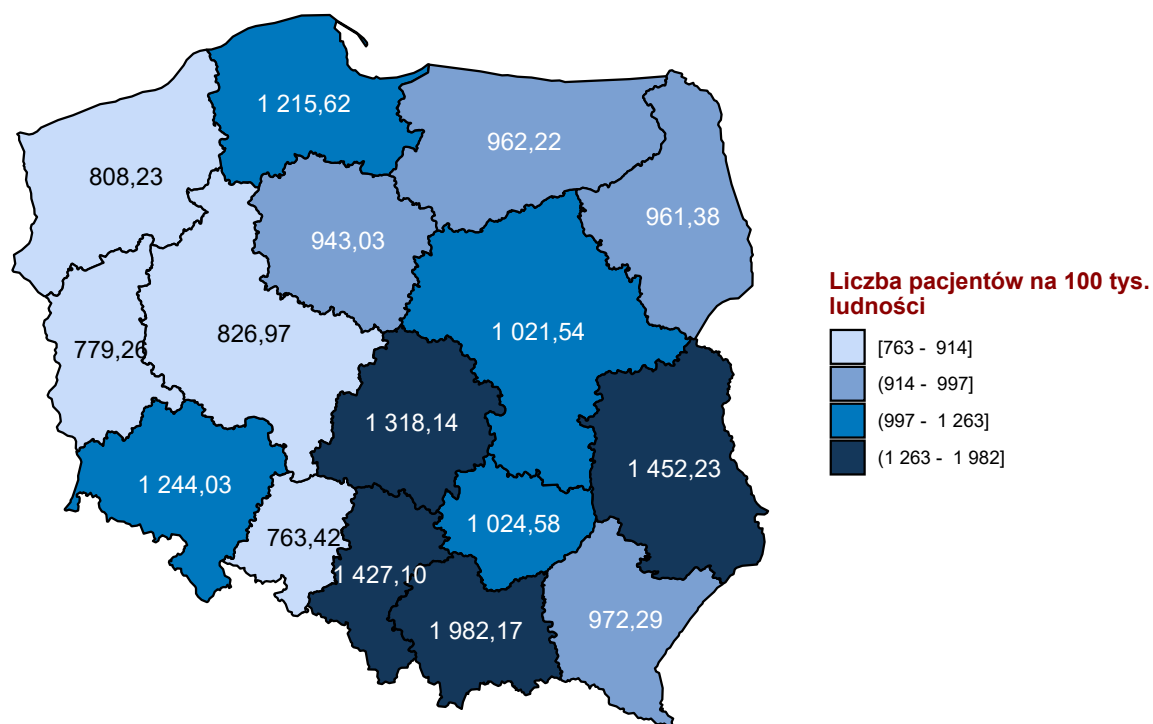 1 215,62
962,22
808,23
961,38
943,03
Liczba pacjentów na 100 tys.
ludności
1 021,54
826,97
779,26
[763 - 914]
(914 - 997]
(997 - 1 263]
(1 263 - 1 982]
1 318,14
1 452,23
1 244,03
1 024,58
763,42
1 427,10
1 982,17
972,29